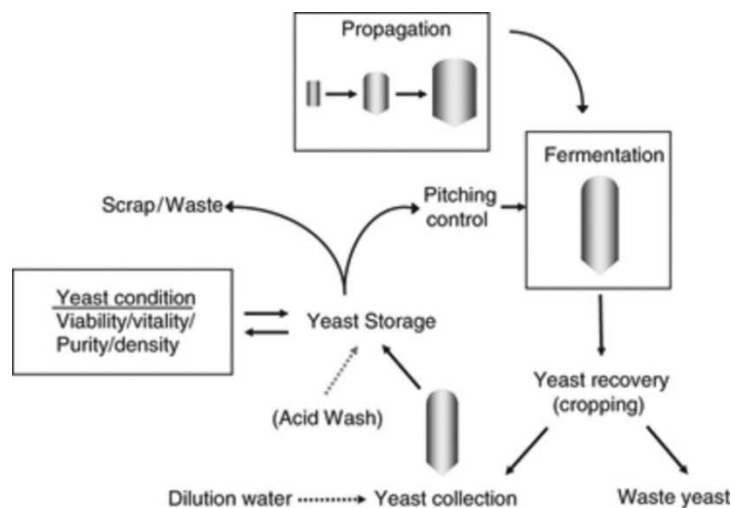 Propagation
Fermentation
Scrap/Waste
Pitching
control
Yeast condition
Viability/vitality/
Purity/density
Yeast Storage
Yeast recovery
(cropping)
(Acid Wash)
Dilution water
Yeast collection
Waste yeast